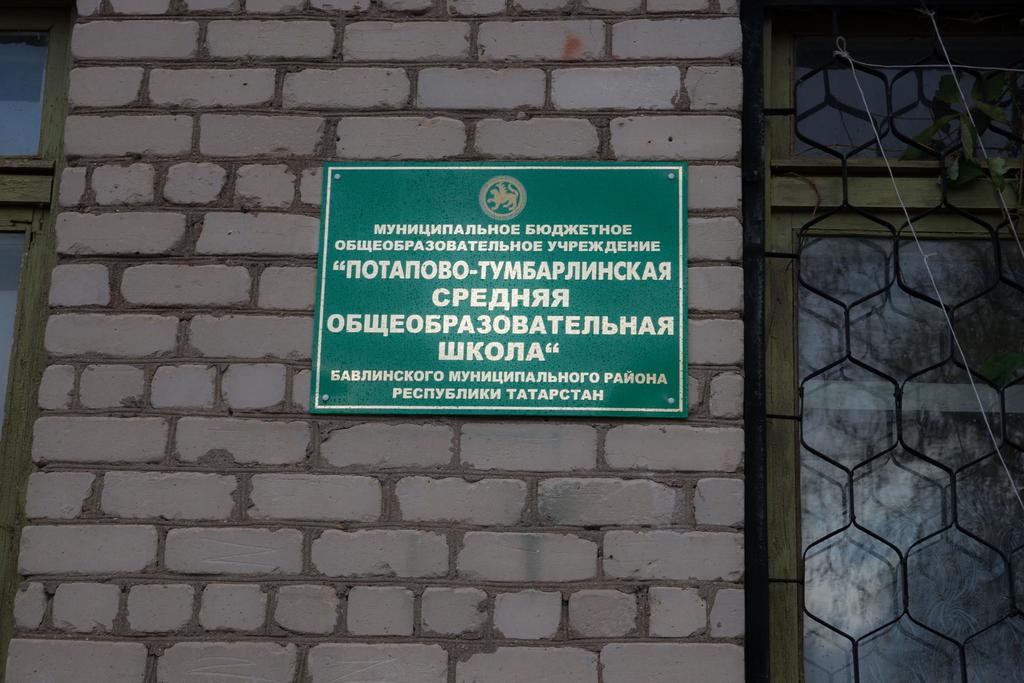 МУНИЦИПАЛЬНОЕ БЮДЖЕТНОЕ
ОБЩЕОБРАЗОВАТЕЛЬНОЕ УЧРЕЖДЕНИЕ
“ПОТАПОВО-ТУМБАРЛИНСКАЯ
СРЕДНЯЯ
ОБЩЕОБРАЗОВАТЕЛЬНАЯ
ШКОЛА“
БАВЛИНСКОГО МУНИЦИПАЛЬНОГО РАЙОНА
РЕСПУБЛИКИ ТАТАРСТАН